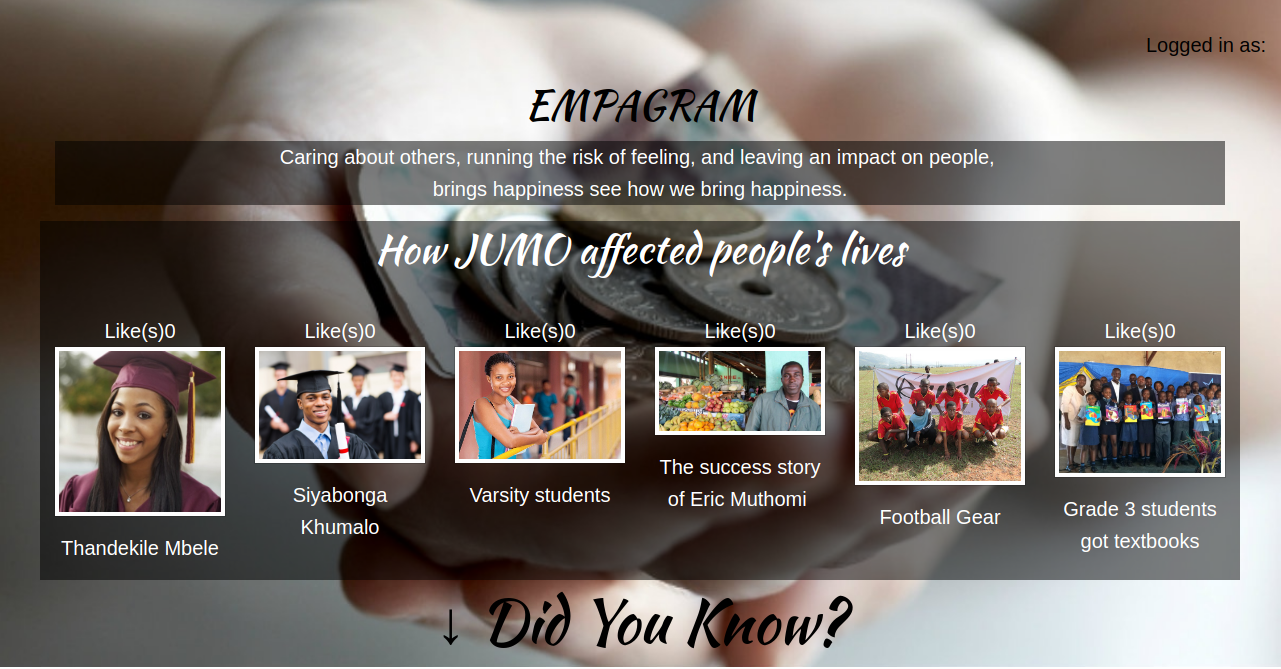 Logged in as:
EMPAGRAM
Caring about others, running the risk of feeling, and leaving an impact on people,
brings happiness see how we bring happiness.
How JUMO affected people's lives
Like(s)0
Like(s)0
Like(s)0
Like(s)0
Like(s)0
Like(s)0
Thandekile Mbele
Siyabonga
Khumalo
Varsity students
The success story
of Eric Muthomi
Football Gear
Grade 3 students
got textbooks
↓ Did You Know?